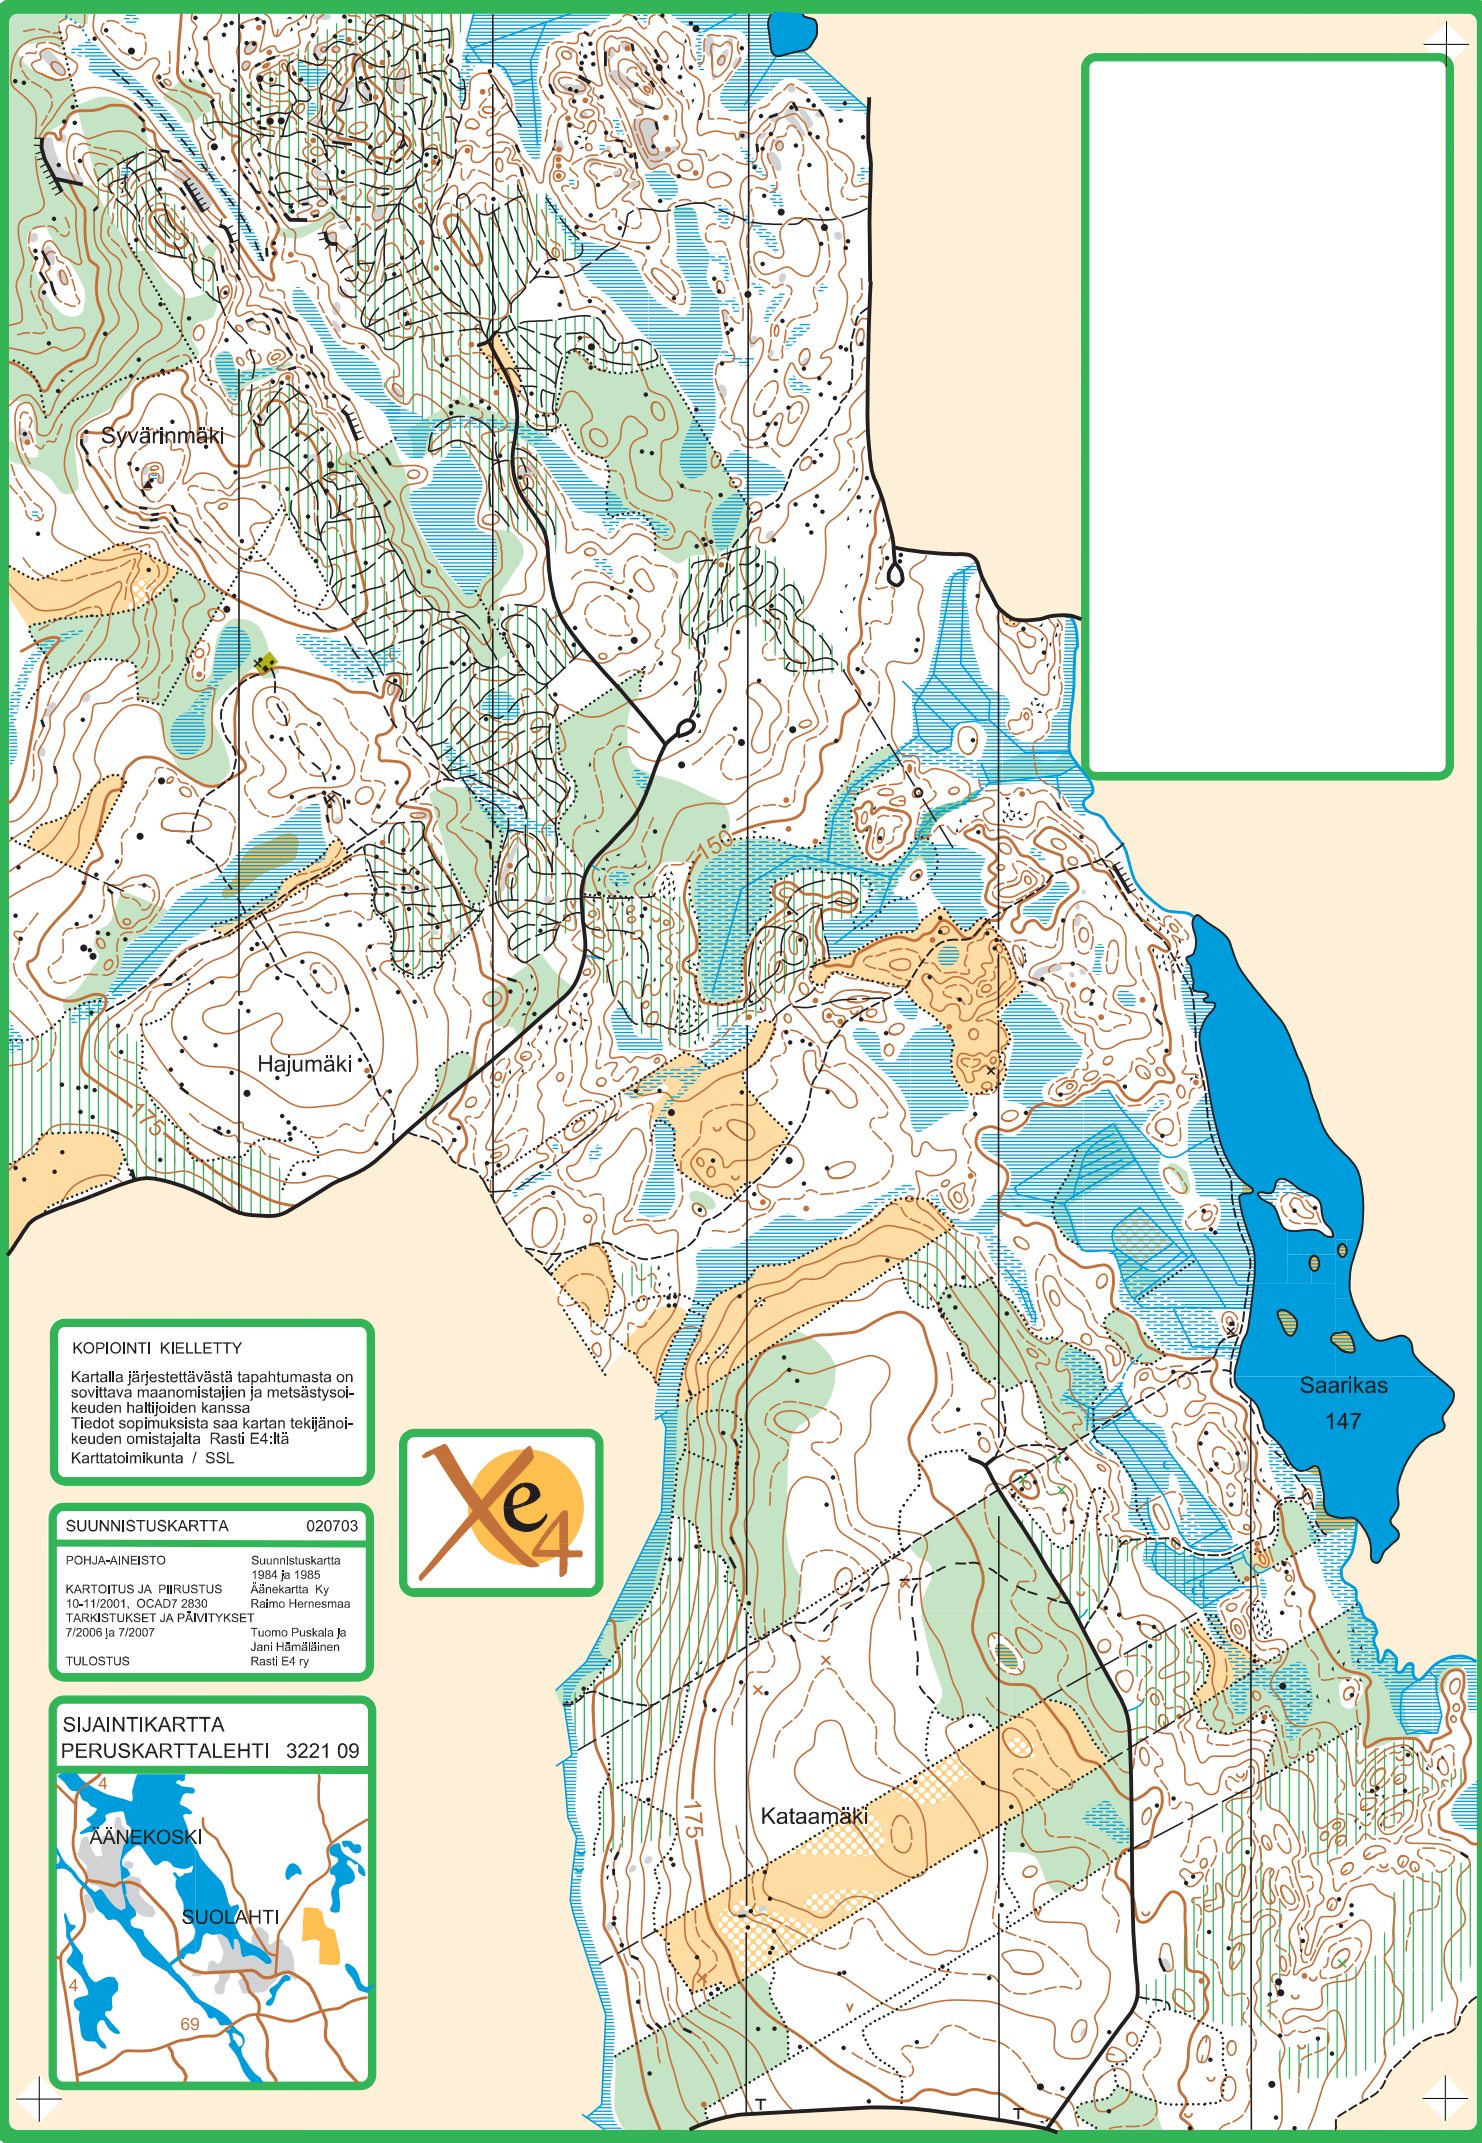 Syvärinmäki
150
Hajumäki
175
KOPIOINTI KIELLETTY
Kartalla järjestettävästä tapahtumasta on
sovittava maanomistajien ja metsästysoi-
keuden haltijoiden kanssa
Tiedot sopimuksista saa kartan tekijänoi-
keuden omistajalta Rasti E4:ltä
Karttatoimikunta / SSL
Saarikas
147
Xe4
SUUNNISTUSKARTTA 020703
POHJA-AINEISTO Suunnistuskartta
1984 ja 1985
KARTOITUS JA PIIRUSTUS Äänekartta Ky
10-11/2001, OCAD7 2830 Raimo Hernesmaa
TARKISTUKSET JA PÄIVITYKSET
7/2006 ja 7/2007 Tuomo Puskala ja
Jani Hämäläinen
TULOSTUS Rasti E4 ry
SIJAINTIKARTTA
PERUSKARTTALEHTI 3221 09
4
ÄÄNEKOSKI
SUOLAHTI
4
69
175
Kataamäki